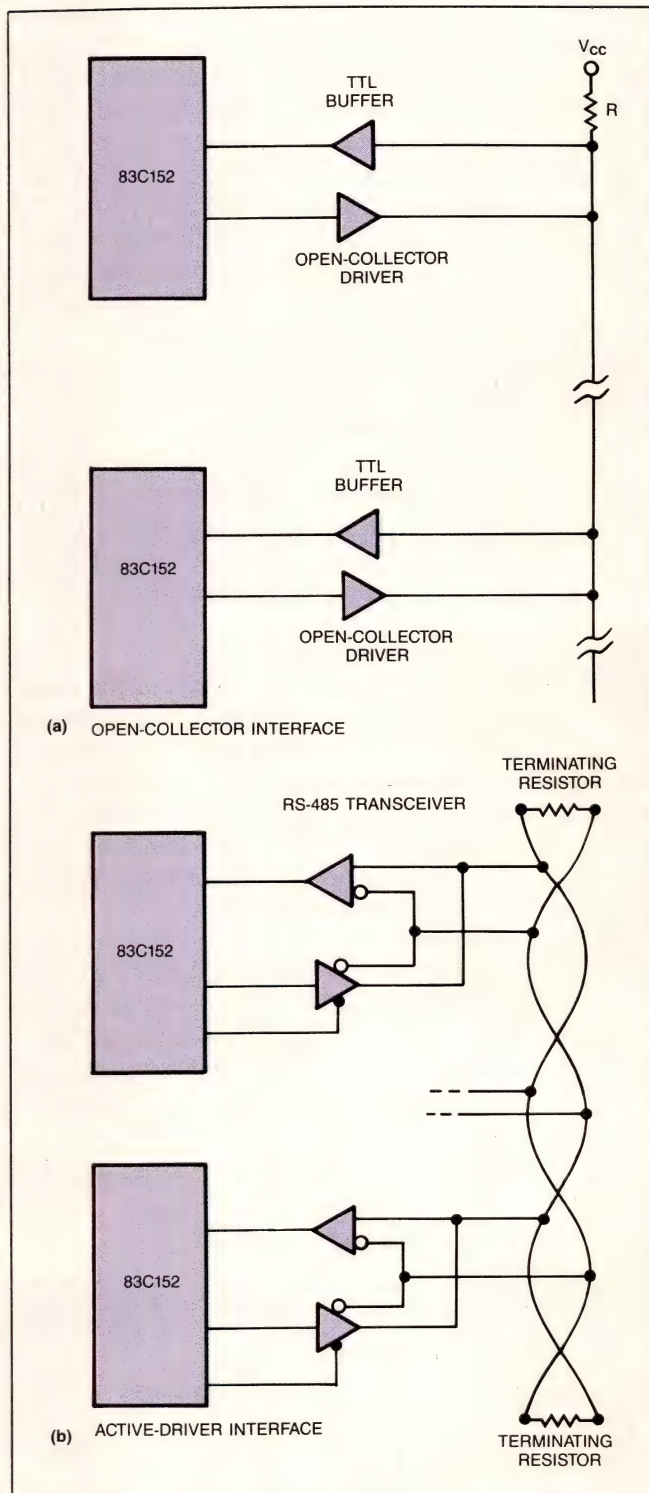 VCC
R
TTL
BUFFER
83C152
OPEN-COLLECTOR
DRIVER
TTL
BUFFER
83C152
OPEN-COLLECTOR
DRIVER
(a) OPEN-COLLECTOR INTERFACE
TERMINATING
RESISTOR
RS-485 TRANSCEIVER
83C152
83C152
(b) ACTIVE-DRIVER INTERFACE
TERMINATING
RESISTOR